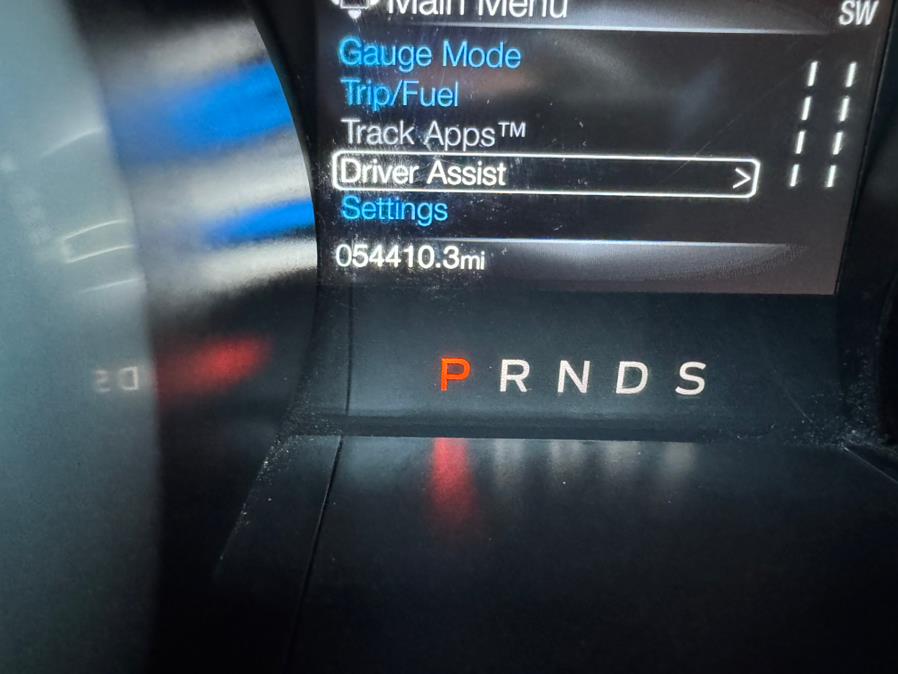 Main Menu
SW
Gauge Mode
Trip/Fuel
Track Apps™
Driver Assist >
Settings
054410.3mi
P R N D S